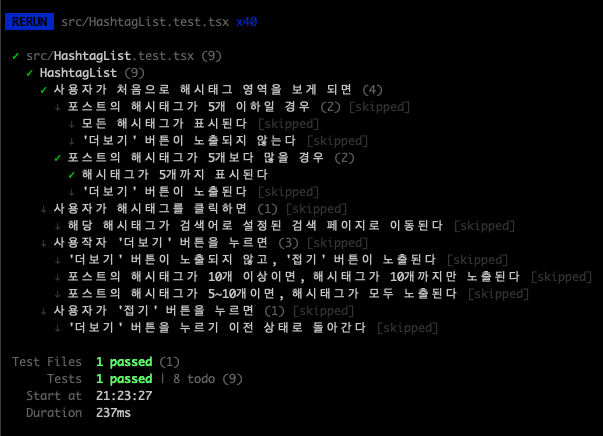 RERUN src/HashtagList.test.tsx x40
✓ src/HashtagList.test.tsx (9)
✓ HashtagList (9)
✓ 사용자가 처음으로 해시태그 영역을 보게 되면 (4)
↓ 포스트의 해시태그가 5개 이하일 경우 (2) [skipped]
↓ 모든 해시태그가 표시된다 [skipped]
↓ '더보기' 버튼이 노출되지 않는다 [skipped]
✓ 포스트의 해시태그가 5개보다 많을 경우 (2)
✓ 해시태그가 5개까지 표시된다
↓ '더보기' 버튼이 노출된다 [skipped]
↓ 사용자가 해시태그를 클릭하면 (1) [skipped]
↓ 해당 해시태그가 검색어로 설정된 검색 페이지로 이동된다 [skipped]
↓ 사용작자 '더보기' 버튼을 누르면 (3) [skipped]
↓ '더보기' 버튼이 노출되지 않고, '접기' 버튼이 노출된다 [skipped]
↓ 포스트의 해시태그가 10개 이상이면, 해시태그가 10개까지만 노출된다 [skipped]
↓ 포스트의 해시태그가 5~10개이면, 해시태그가 모두 노출된다 [skipped]
↓ 사용자가 '접기' 버튼을 누르면 (1) [skipped]
↓ '더보기' 버튼을 누르기 이전 상태로 돌아간다 [skipped]
Test Files 1 passed (1)
Tests 1 passed | 8 todo (9)
Start at 21:23:27
Duration 237ms